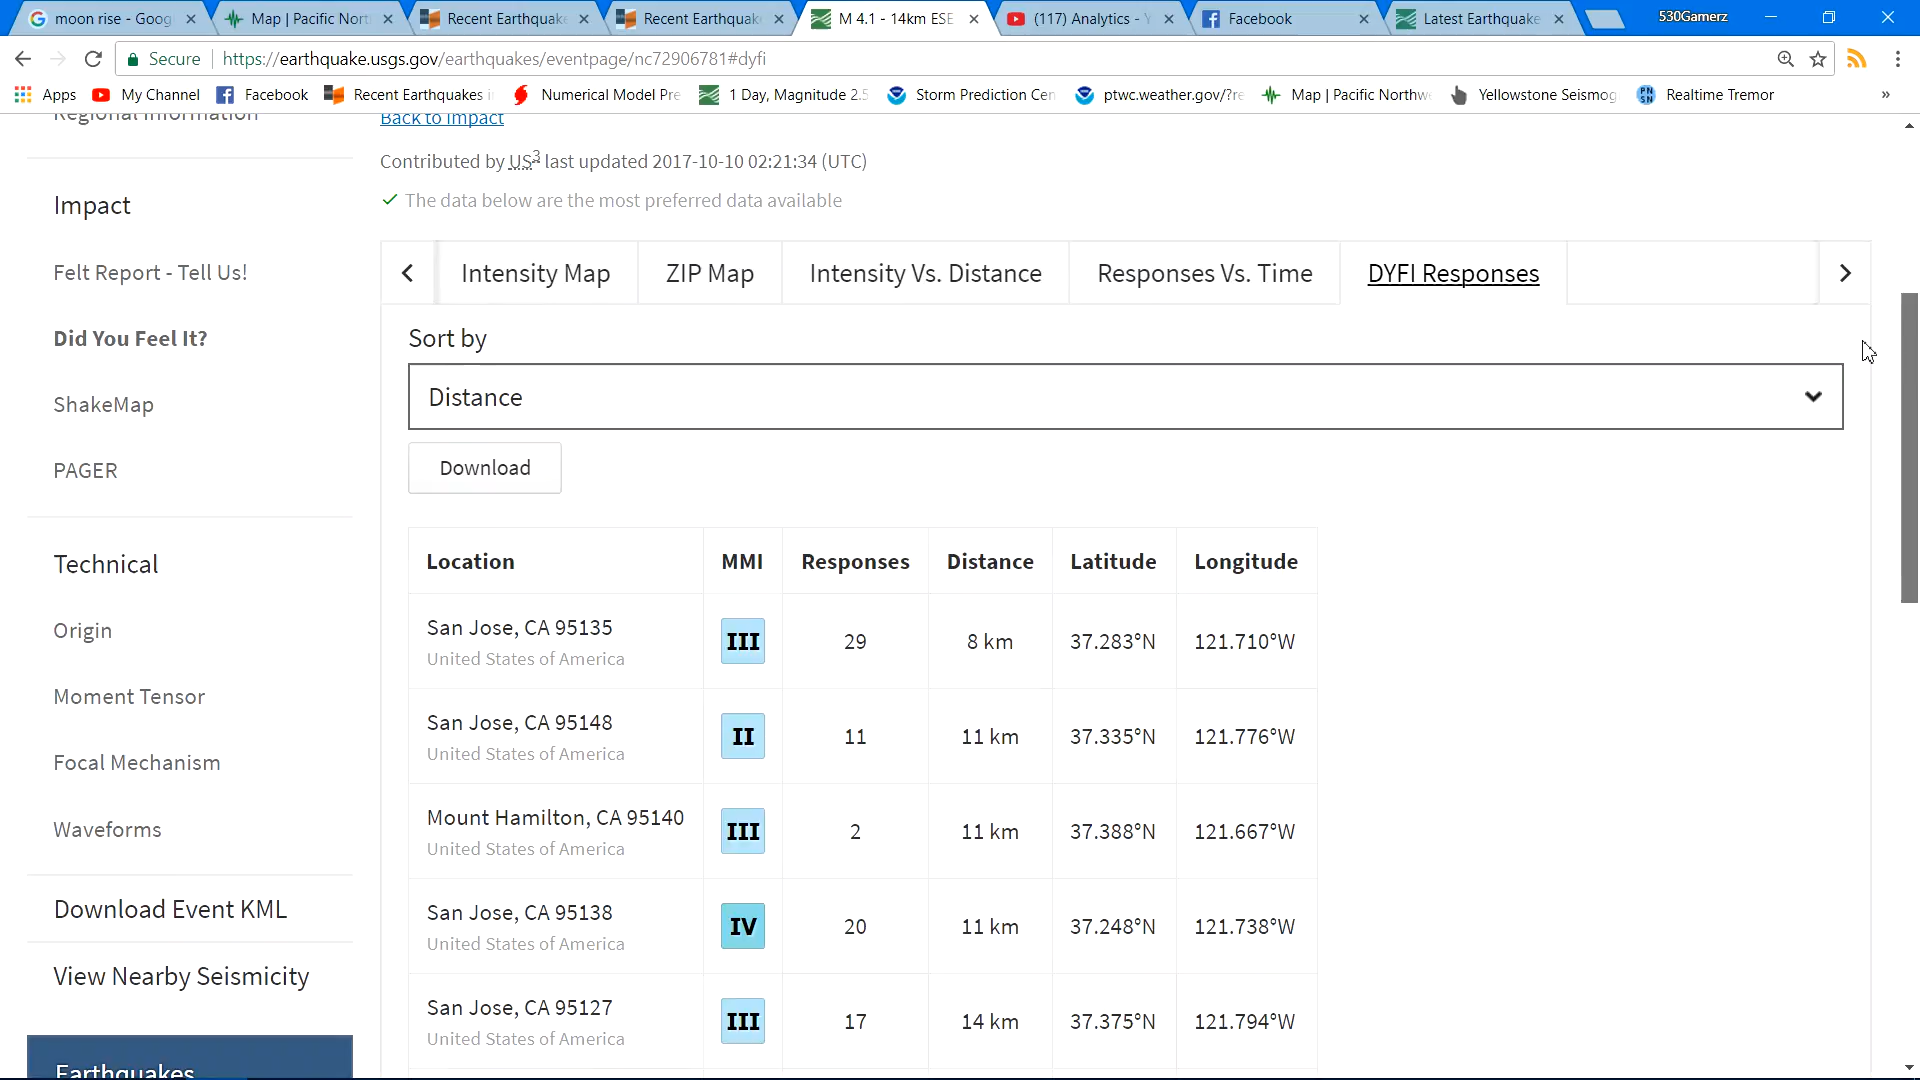 moon rise - Goog
Map | Pacific Nort
Recent Earthquake
Recent Earthquake
M 4.1 - 14km ESE
(117) Analytics - Y
Facebook
Latest Earthquake
530Gamerz
Secure
https://earthquake.usgs.gov/earthquakes/eventpage/nc72906781#dyfi
Apps
My Channel
Facebook
Recent Earthquakes i
Numerical Model Pre
1 Day, Magnitude 2.5
Storm Prediction Cen
ptwc.weather.gov/?re
Map | Pacific Northw
Yellowstone Seismog
PN
SN
Realtime Tremor
»
Regional Information
Impact
Felt Report - Tell Us!
Did You Feel It?
ShakeMap
PAGER
Technical
Origin
Moment Tensor
Focal Mechanism
Waveforms
Download Event KML
View Nearby Seismicity
Earthquakes
Back to Impact
Contributed by US3 last updated 2017-10-10 02:21:34 (UTC)
The data below are the most preferred data available
Intensity Map
ZIP Map
Intensity Vs. Distance
Responses Vs. Time
DYFI Responses
Sort by
Distance
Download
Location MMI Responses Distance Latitude Longitude
San Jose, CA 95135 III 29 8 km 37.283°N 121.710°W
United States of America
San Jose, CA 95148 II 11 11 km 37.335°N 121.776°W
United States of America
Mount Hamilton, CA 95140 III 2 11 km 37.388°N 121.667°W
United States of America
San Jose, CA 95138 IV 20 11 km 37.248°N 121.738°W
United States of America
San Jose, CA 95127 III 17 14 km 37.375°N 121.794°W
United States of America